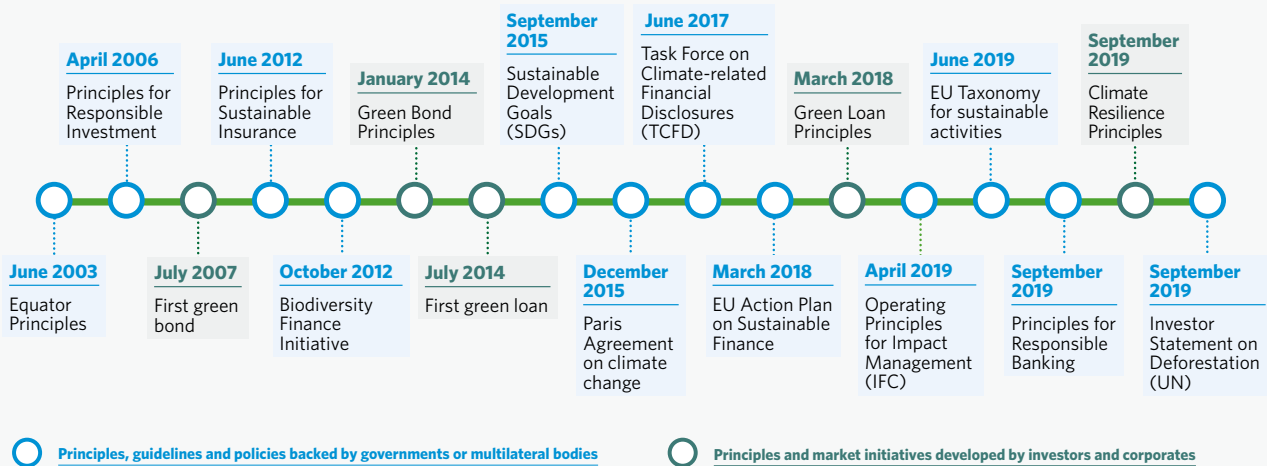 June 2003
Equator
Principles
April 2006
Principles for
Responsible
Investment
July 2007
First green
bond
June 2012
Principles for
Sustainable
Insurance
October 2012
Biodiversity
Finance
Initiative
January 2014
Green Bond
Principles
July 2014
First green loan
September
2015
Sustainable
Development
Goals
(SDGs)
December
2015
Paris
Agreement
on climate
change
June 2017
Task Force on
Climate-related
Financial
Disclosures
(TCFD)
March 2018
EU Action Plan
on Sustainable
Finance
March 2018
Green Loan
Principles
April 2019
Operating
Principles
for Impact
Management
(IFC)
June 2019
EU Taxonomy
for sustainable
activities
September
2019
Principles for
Responsible
Banking
September
2019
Climate
Resilience
Principles
September
2019
Investor
Statement on
Deforestation
(UN)
Principles, guidelines and policies backed by governments or multilateral bodies
Principles and market initiatives developed by investors and corporates